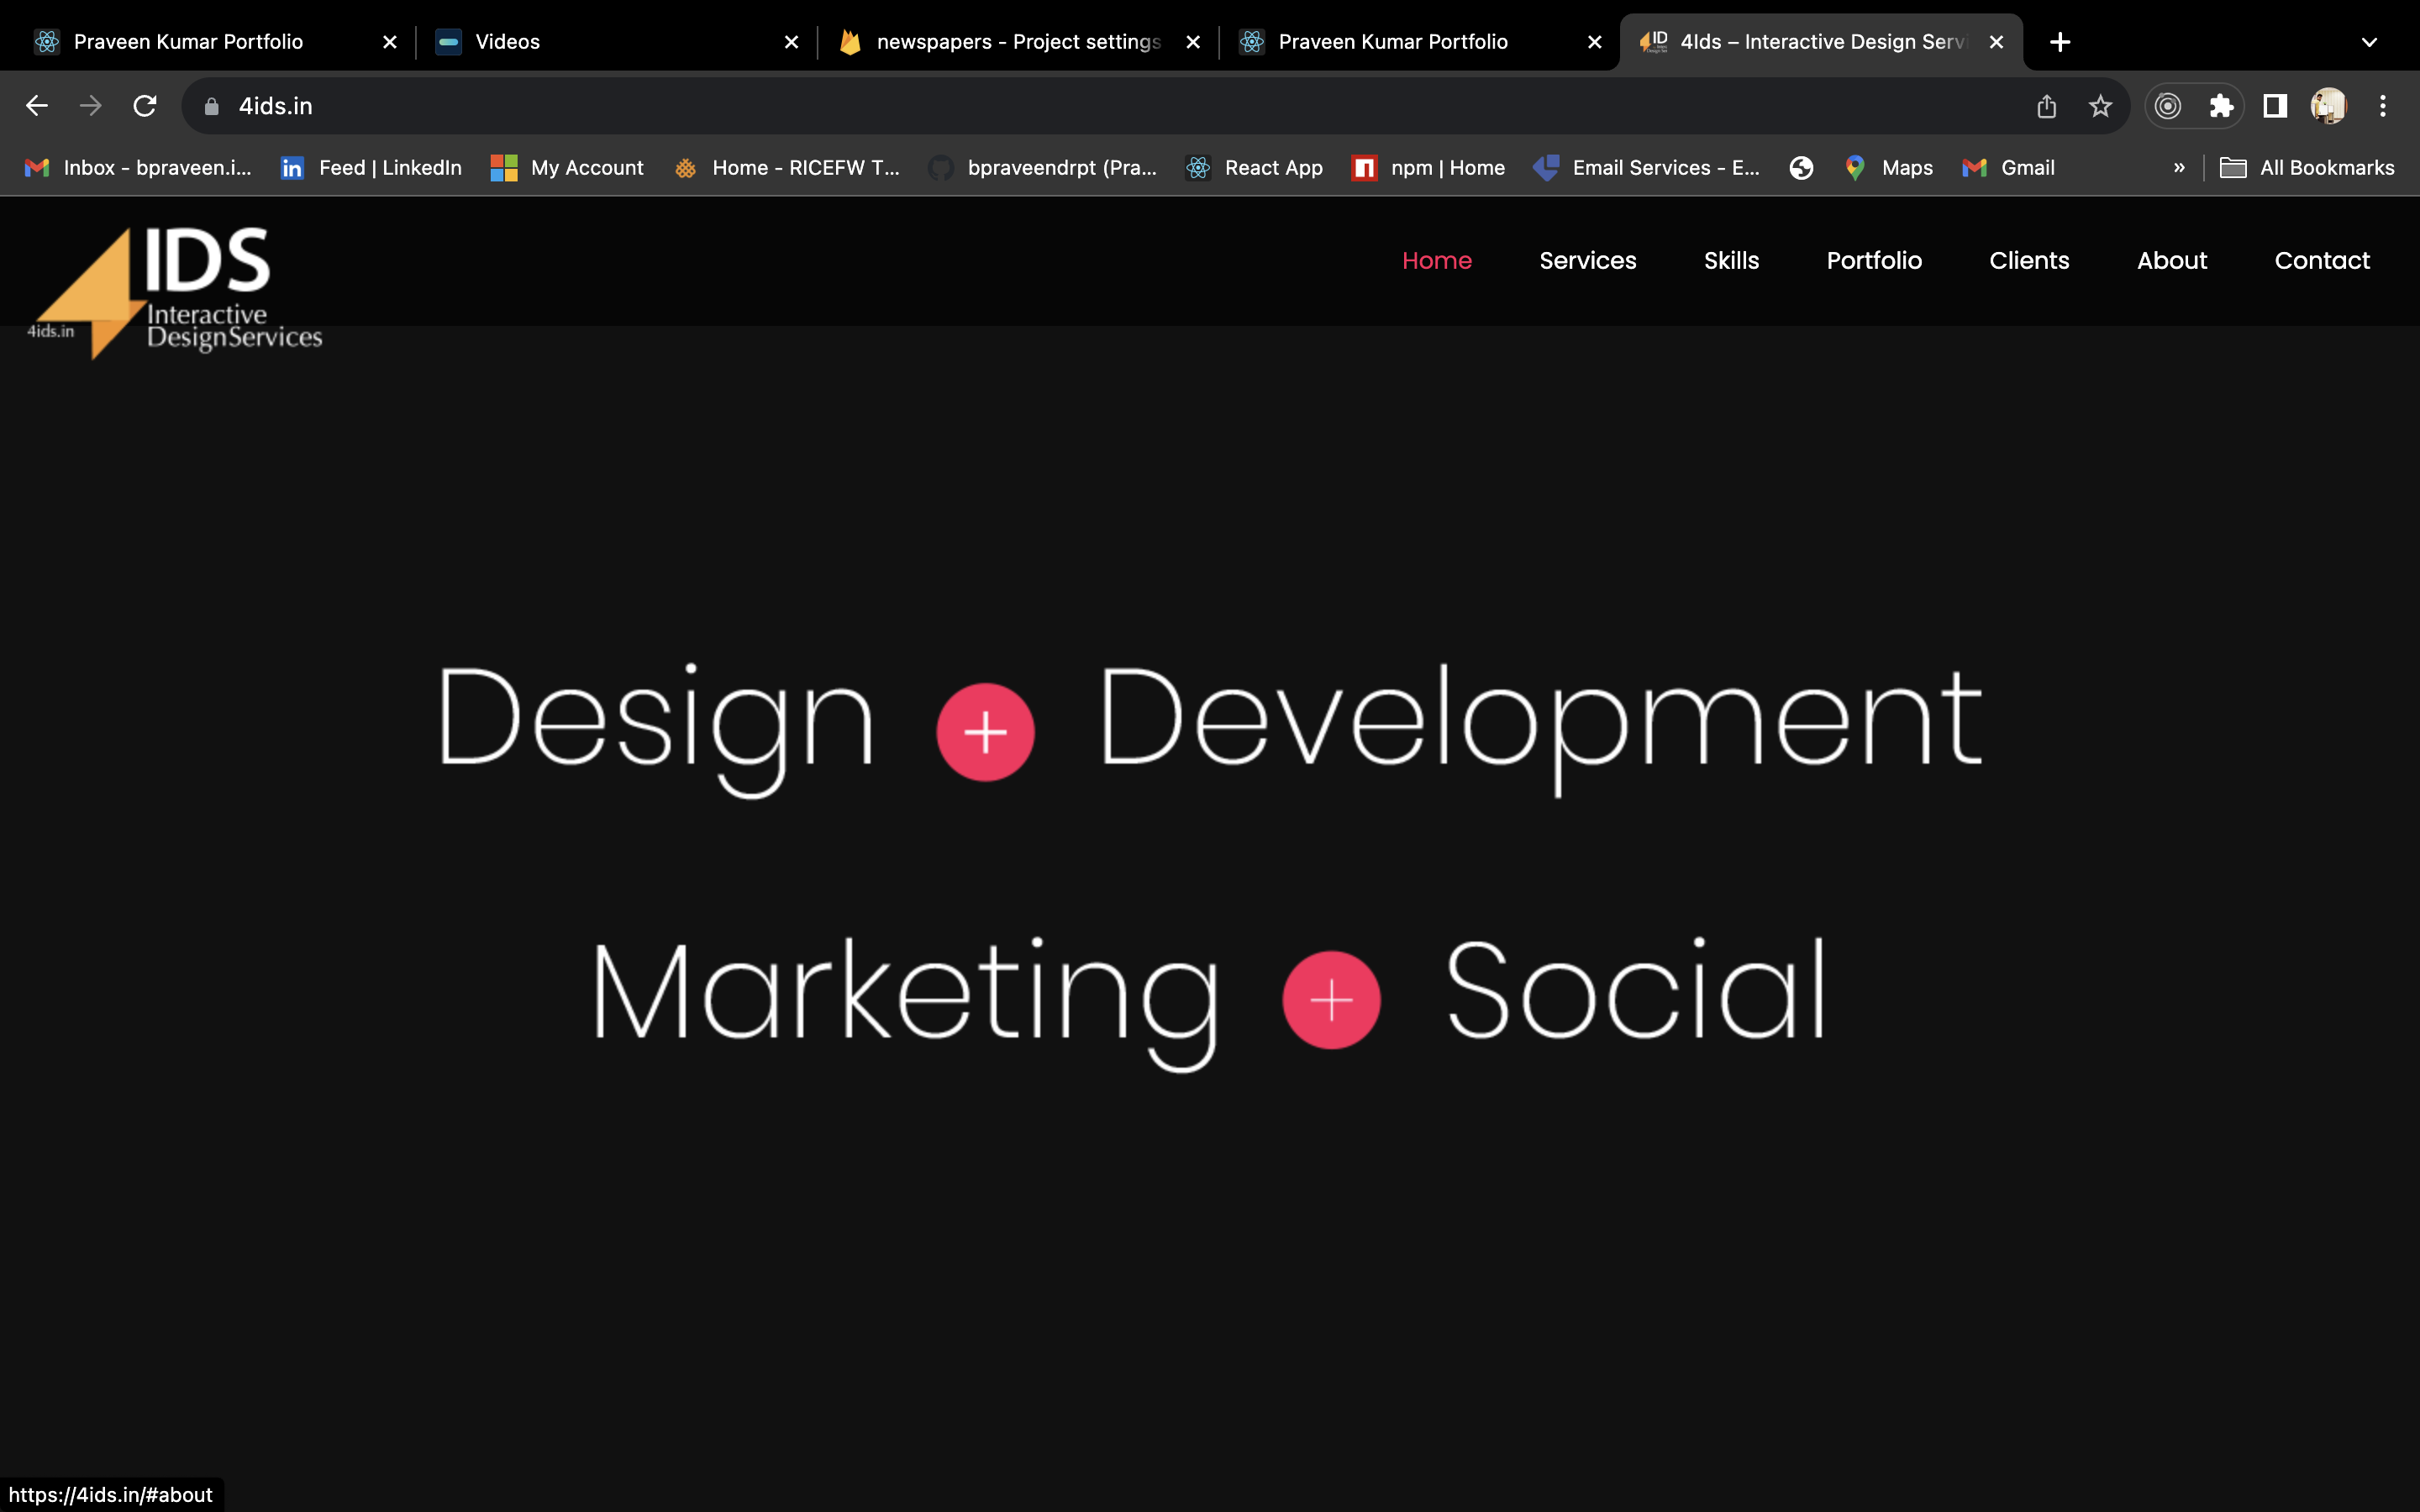 Praveen Kumar Portfolio
Videos
newspapers - Project settings
Praveen Kumar Portfolio
4Ids – Interactive Design Serv
4ids.in
Inbox - bpraveen.i...
Feed | LinkedIn
My Account
Home - RICEFW T...
bpraveendrpt (Pra...
React App
npm | Home
Email Services - E...
Maps
Gmail
»
All Bookmarks
IDS
Interactive
DesignServices
4ids.in
Home
Services
Skills
Portfolio
Clients
About
Contact
Design + Development
Marketing + Social
https://4ids.in/#about